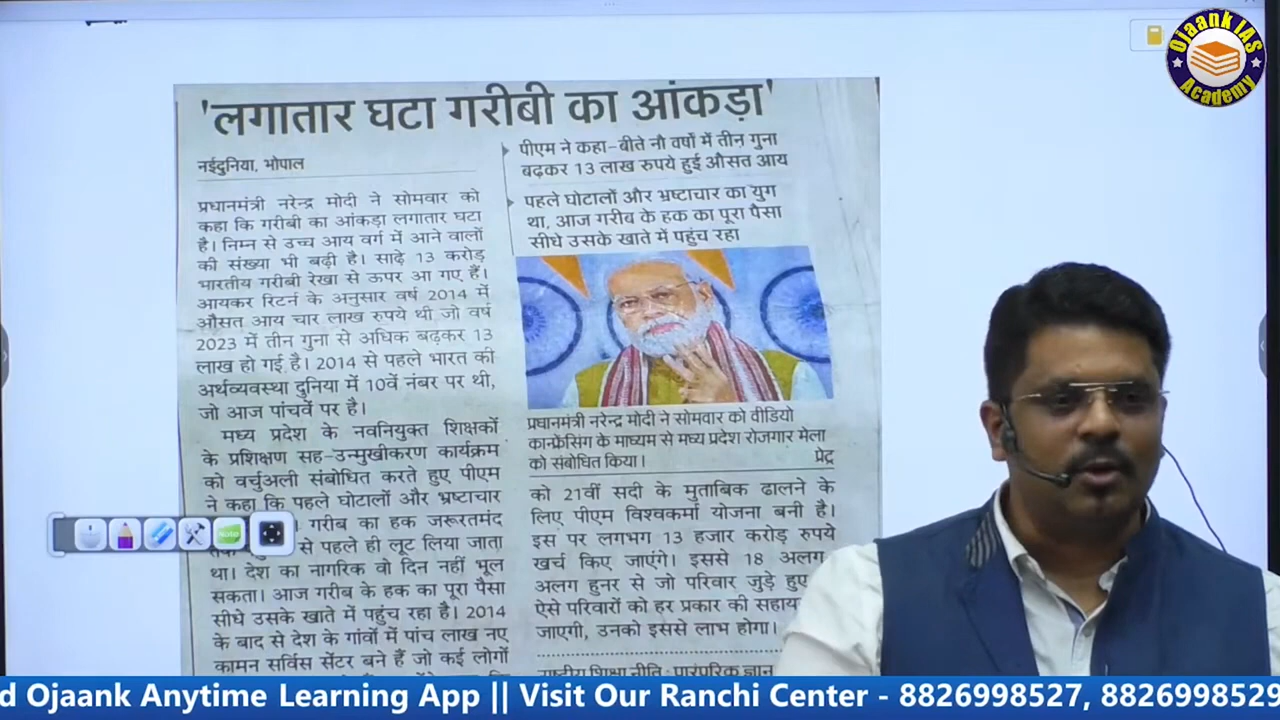 Ojaank IAS
Academy
'लगातार घटा गरीबी का आंकड़ा'
नईदुनिया, भोपाल
प्रधानमंत्री नरेन्द्र मोदी ने सोमवार को
कहा कि गरीबी का आंकड़ा लगातार घटा
है। निम्न से उच्च आय वर्ग में आने वालों
की संख्या भी बढ़ी है। साढ़े 13 करोड़
भारतीय गरीबी रेखा से ऊपर आ गए हैं।
आयकर रिटर्न के अनुसार वर्ष 2014 में
औसत आय चार लाख रुपये थी जो वर्ष
2023 में तीन गुना से अधिक बढ़कर 13
लाख हो गई है। 2014 से पहले भारत की
अर्थव्यवस्था दुनिया में 10वें नंबर पर थी,
जो आज पांचवें पर है।
मध्य प्रदेश के नवनियुक्त शिक्षकों
के प्रशिक्षण सह-उन्मुखीकरण कार्यक्रम
को वर्चुअली संबोधित करते हुए पीएम
ने कहा कि पहले घोटालों और भ्रष्टाचार
गरीब का हक जरूरतमंद
से पहले ही लूट लिया जाता
था। देश का नागरिक वो दिन नहीं भूल
सकता। आज गरीब के हक का पूरा पैसा
सीधे उसके खाते में पहुंच रहा है। 2014
के बाद से देश के गांवों में पांच लाख नए
कामन सर्विस सेंटर बने हैं जो कई लोगों
पीएम ने कहा-बीते नौ वर्षों में तीन गुना
बढ़कर 13 लाख रुपये हुई औसत आय
पहले घोटालों और भ्रष्टाचार का युग
था, आज गरीब के हक का पूरा पैसा
सीधे उसके खाते में पहुंच रहा
प्रधानमंत्री नरेन्द्र मोदी ने सोमवार को वीडियो
कान्फ्रेंसिंग के माध्यम से मध्य प्रदेश रोजगार मेला
को संबोधित किया। प्रेट्र
को 21वीं सदी के मुताबिक ढालने के
लिए पीएम विश्वकर्मा योजना बनी है।
इस पर लगभग 13 हजार करोड़ रुपये
खर्च किए जाएंगे। इससे 18 अलग-
अलग हुनर से जो परिवार जुड़े हुए
ऐसे परिवारों को हर प्रकार की
जाएगी, उनको इससे लाभ होगा।
राष्ट्रीय शिक्षा नीति : पारंपरिक ज्ञान
Note
d Ojaank Anytime Learning App || Visit Our Ranchi Center - 8826998527, 8826998529